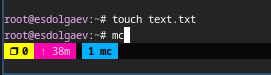 root@esdolgaev:~# touch text.txt
root@esdolgaev:~# mc
0 ↑ 38m 1 mc